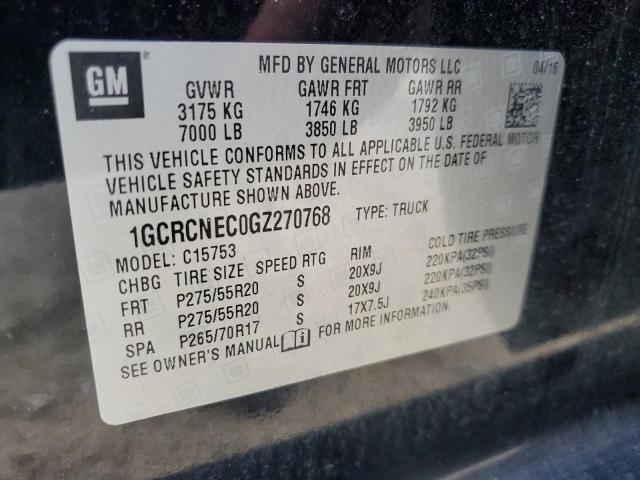 GM ®
MFD BY GENERAL MOTORS LLC 04/16
GVWR GAWR FRT GAWR RR
3175 KG 1746 KG 1792 KG
7000 LB 3850 LB 3950 LB
THIS VEHICLE CONFORMS TO ALL APPLICABLE U.S. FEDERAL MOTOR
VEHICLE SAFETY STANDARDS IN EFFECT ON THE DATE OF
MANUFACTURE SHOWN ABOVE.
1GCRCNEC0GZ270768 TYPE: TRUCK
MODEL: C15753
CHBG TIRE SIZE SPEED RTG RIM COLD TIRE PRESSURE
FRT P275/55R20 S 20X9J 220KPA(32PSI)
RR P275/55R20 S 20X9J 220KPA(32PSI)
SPA P265/70R17 S 17X7.5J 240KPA(35PSI)
SEE OWNER'S MANUAL FOR MORE INFORMATION.